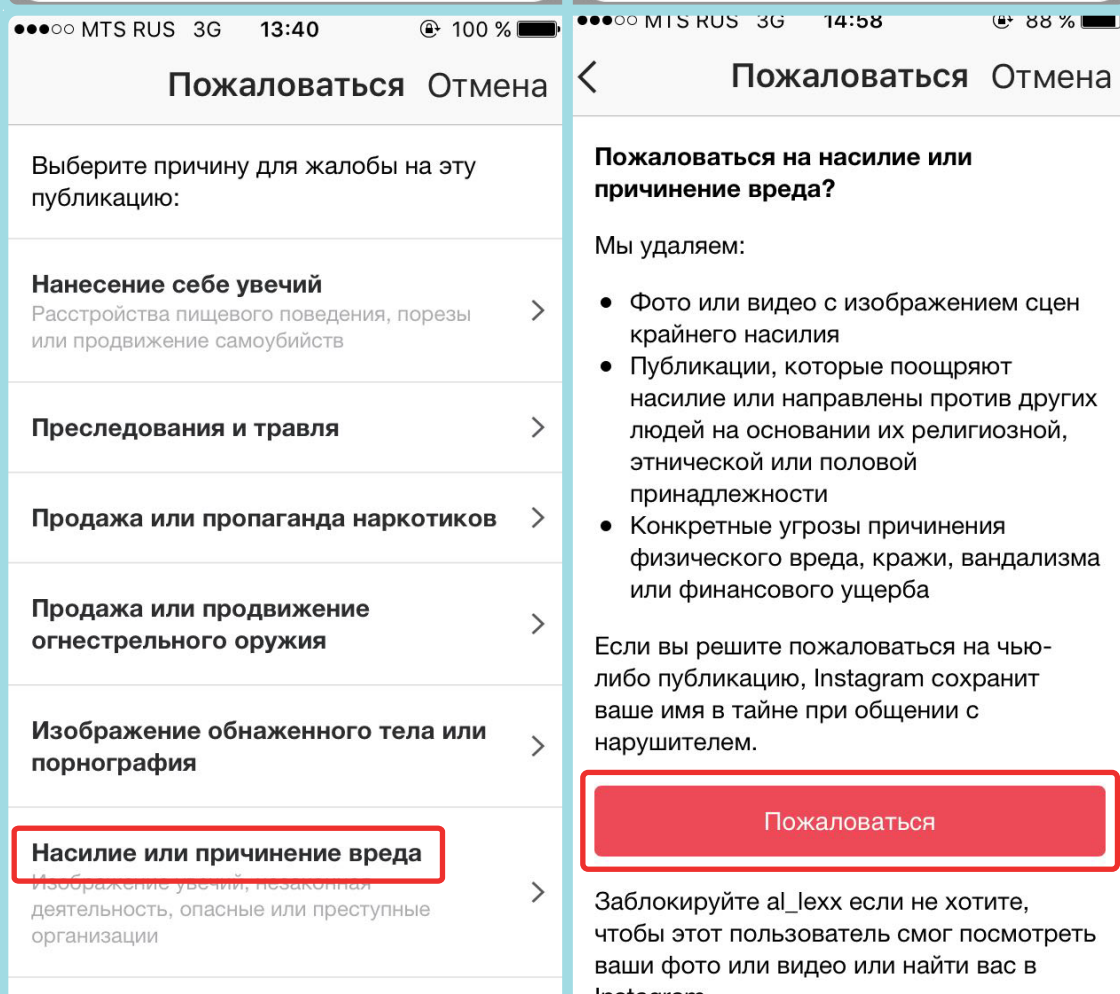 MTS RUS 3G 13:40 100 %
Пожаловаться Отмена
Выберите причину для жалобы на эту
публикацию:
Нанесение себе увечий
Расстройства пищевого поведения, порезы
или продвижение самоубийств
Преследования и травля
Продажа или пропаганда наркотиков
Продажа или продвижение
огнестрельного оружия
Изображение обнаженного тела или
порнография
Насилие или причинение вреда
Изображение увечий, незаконная
деятельность, опасные или преступные
организации
MTS RUS 3G 14:58 88 %
Пожаловаться Отмена
Пожаловаться на насилие или
причинение вреда?
Мы удаляем:
• Фото или видео с изображением сцен
крайнего насилия
• Публикации, которые поощряют
насилие или направлены против других
людей на основании их религиозной,
этнической или половой
принадлежности
• Конкретные угрозы причинения
физического вреда, кражи, вандализма
или финансового ущерба
Если вы решите пожаловаться на чью-
либо публикацию, Instagram сохранит
ваше имя в тайне при общении с
нарушителем.
Пожаловаться
Заблокируйте al_lexx если не хотите,
чтобы этот пользователь смог посмотреть
ваши фото или видео или найти вас в
Instagram